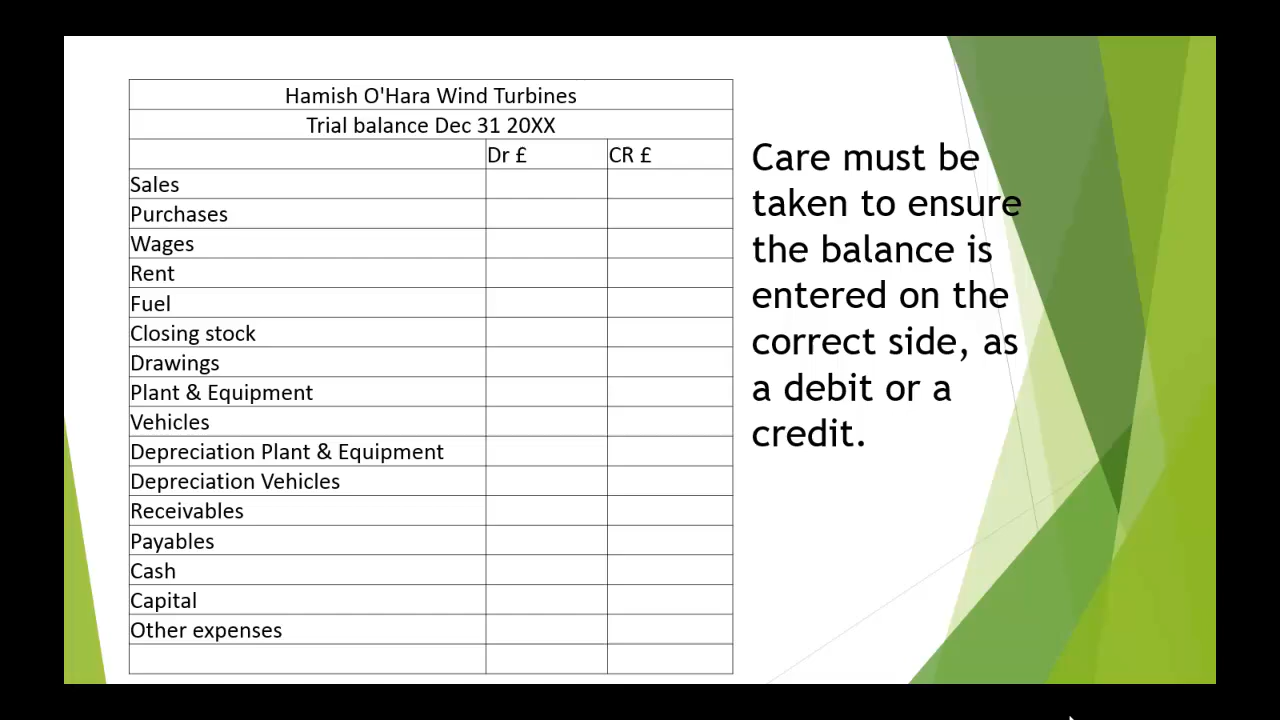 Hamish O'Hara Wind Turbines
Trial balance Dec 31 20XX
Dr £ CR £
Sales
Purchases
Wages
Rent
Fuel
Closing stock
Drawings
Plant & Equipment
Vehicles
Depreciation Plant & Equipment
Depreciation Vehicles
Receivables
Payables
Cash
Capital
Other expenses
Care must be
taken to ensure
the balance is
entered on the
correct side, as
a debit or a
credit.